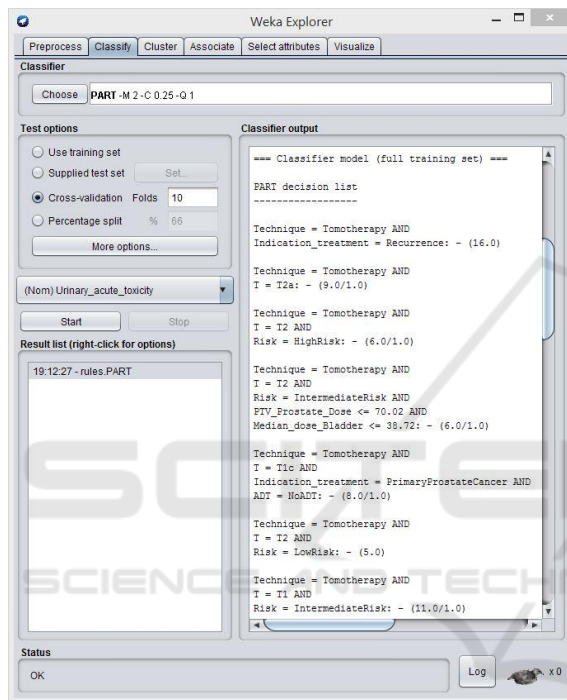 Weka Explorer
Preprocess Classify Cluster Associate Select attributes Visualize
Classifier
Choose PART -M 2 -C 0.25 -Q 1
Test options
Use training set
Supplied test set Set...
Cross-validation Folds 10
Percentage split % 66
More options...
(Nom) Urinary_acute_toxicity
Start Stop
Result list (right-click for options)
19:12:27 - rules.PART
Classifier output
=== Classifier model (full training set) ===
PART decision list
------------------
Technique = Tomotherapy AND
Indication_treatment = Recurrence: - (16.0)
Technique = Tomotherapy AND
T = T2a: - (9.0/1.0)
Technique = Tomotherapy AND
T = T2 AND
Risk = HighRisk: - (6.0/1.0)
Technique = Tomotherapy AND
T = T2 AND
Risk = IntermediateRisk AND
PTV_Prostate_Dose <= 70.02 AND
Median_dose_Bladder <= 38.72: - (6.0/1.0)
Technique = Tomotherapy AND
T = T1c AND
Indication_treatment = PrimaryProstateCancer AND
ADT = NoADT: - (8.0/1.0)
Technique = Tomotherapy AND
T = T2 AND
Risk = LowRisk: - (5.0)
Technique = Tomotherapy AND
T = T1 AND
Risk = IntermediateRisk: - (11.0/1.0)
Status
OK
Log
x 0
SCITE
SCIENCE AND TECH